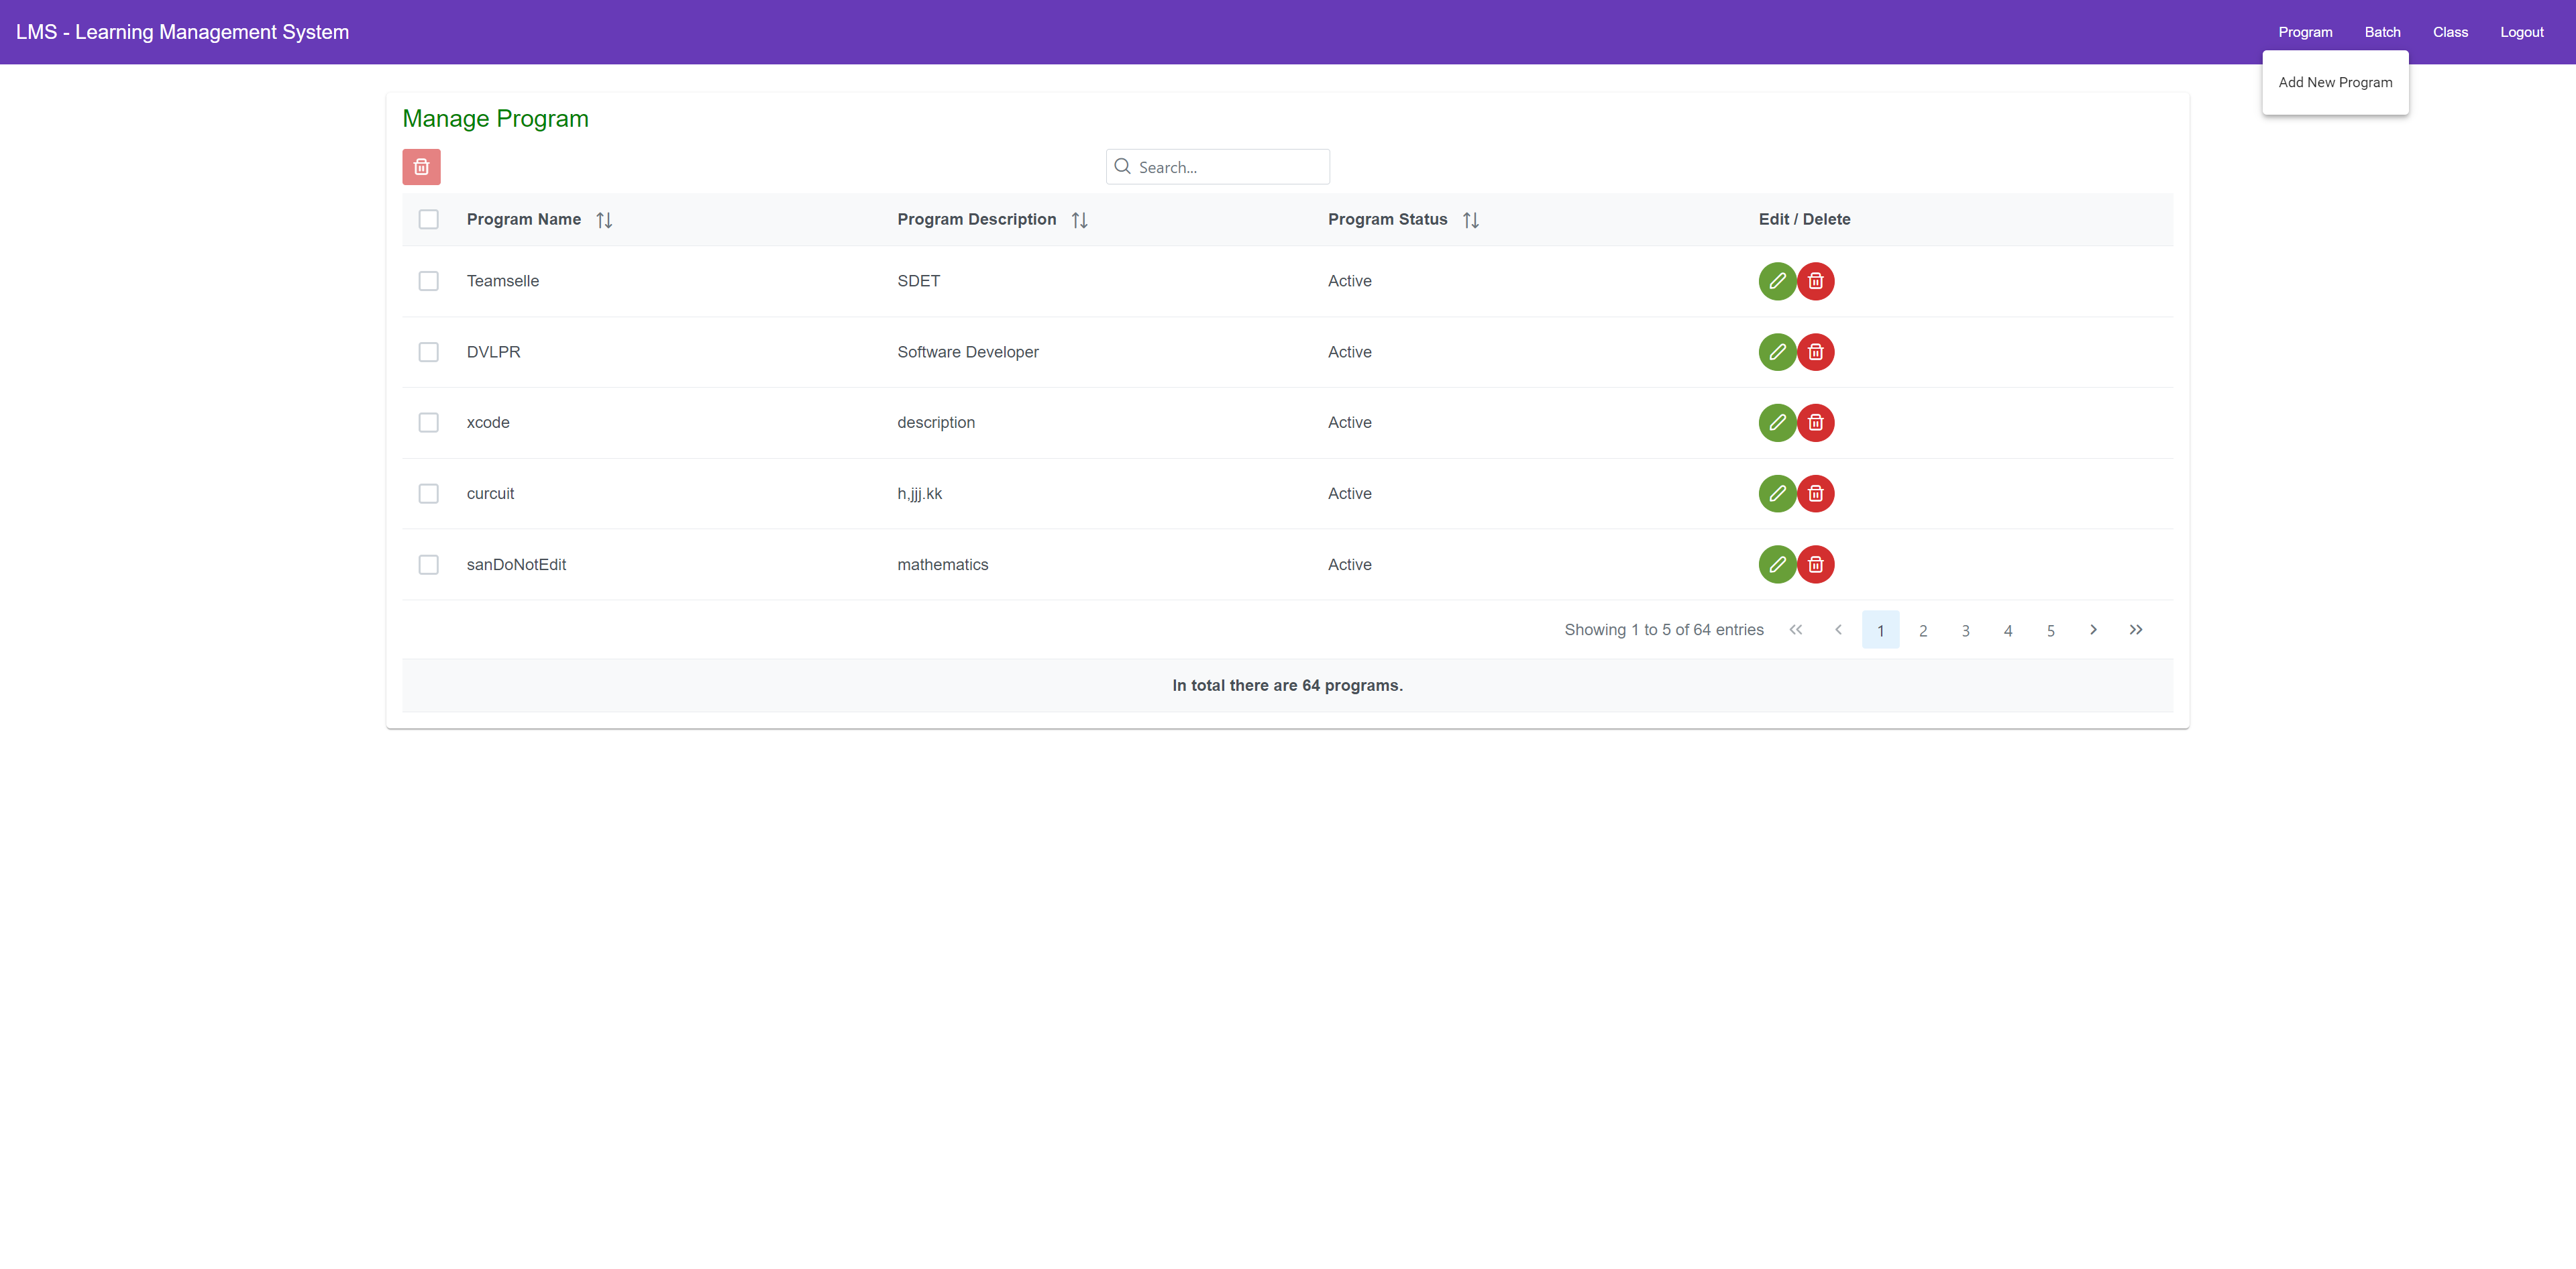 LMS - Learning Management System
Program Batch Class Logout
Add New Program
Manage Program
Search...
Program Name Program Description Program Status Edit / Delete
Teamselle SDET Active
DVLPR Software Developer Active
xcode description Active
curcuit h,jjj.kk Active
sanDoNotEdit mathematics Active
Showing 1 to 5 of 64 entries 1 2 3 4 5
In total there are 64 programs.